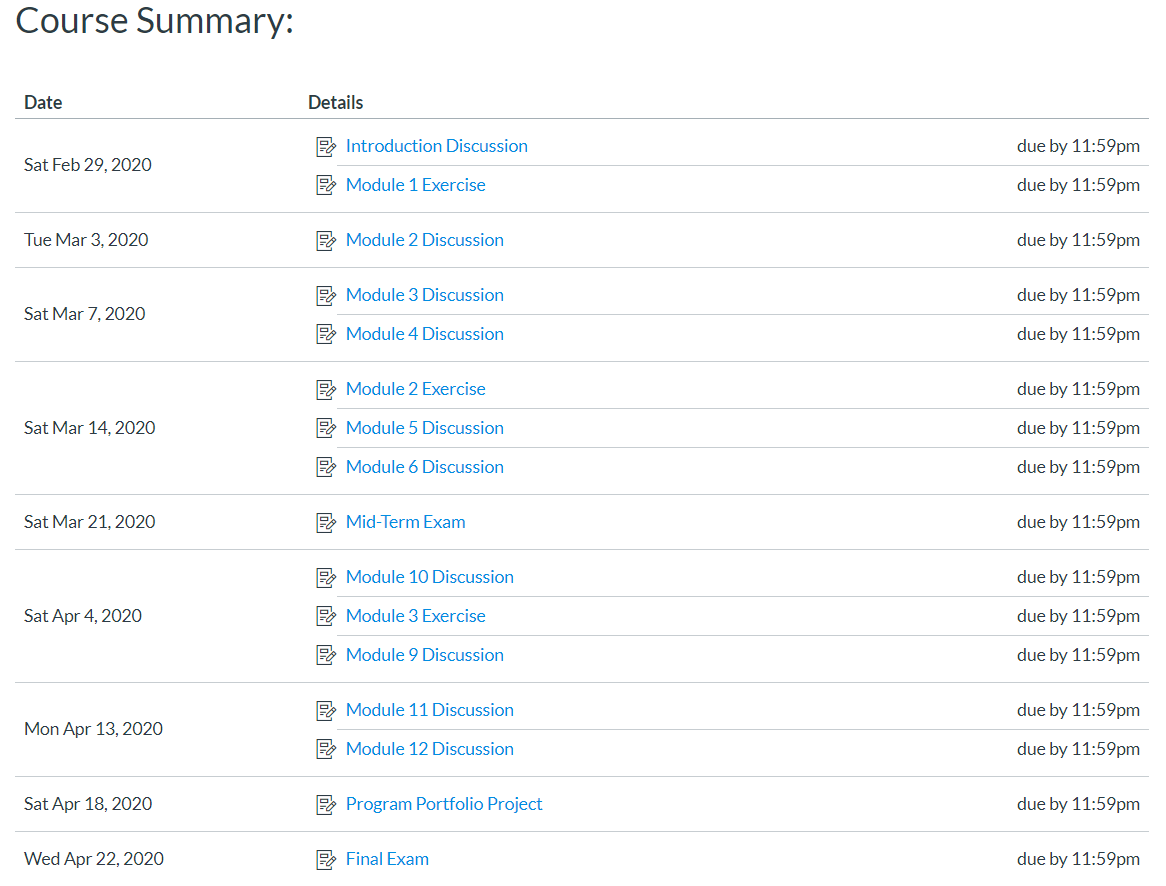 Course Summary:
Date Details
Sat Feb 29, 2020
Introduction Discussion due by 11:59pm
Module 1 Exercise due by 11:59pm
Tue Mar 3, 2020
Module 2 Discussion due by 11:59pm
Sat Mar 7, 2020
Module 3 Discussion due by 11:59pm
Module 4 Discussion due by 11:59pm
Sat Mar 14, 2020
Module 2 Exercise due by 11:59pm
Module 5 Discussion due by 11:59pm
Module 6 Discussion due by 11:59pm
Sat Mar 21, 2020
Mid-Term Exam due by 11:59pm
Sat Apr 4, 2020
Module 10 Discussion due by 11:59pm
Module 3 Exercise due by 11:59pm
Module 9 Discussion due by 11:59pm
Mon Apr 13, 2020
Module 11 Discussion due by 11:59pm
Module 12 Discussion due by 11:59pm
Sat Apr 18, 2020
Program Portfolio Project due by 11:59pm
Wed Apr 22, 2020
Final Exam due by 11:59pm